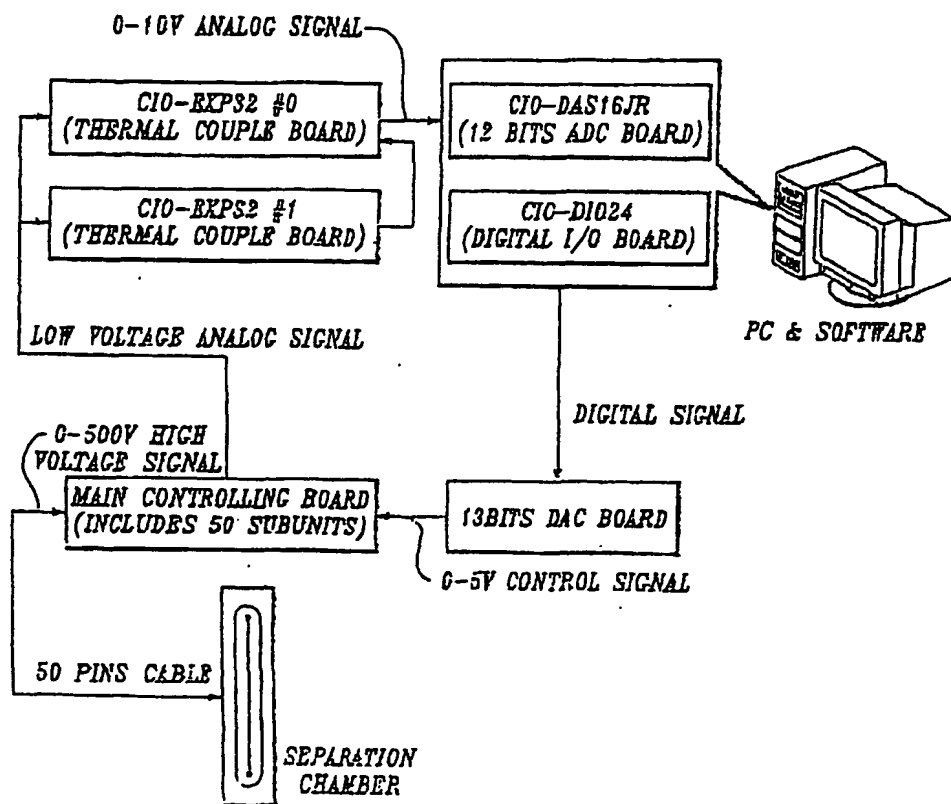 0-10V ANALOG SIGNAL
CIO-EXP32 #0
(THERMAL COUPLE BOARD)
CIO-DAS16JR
(12 BITS ADC BOARD)
CIO-EXP32 #1
(THERMAL COUPLE BOARD)
CIO-DIO24
(DIGITAL I/O BOARD)
PC & SOFTWARE
LOW VOLTAGE ANALOG SIGNAL
DIGITAL SIGNAL
0-500V HIGH
VOLTAGE SIGNAL
MAIN CONTROLLING BOARD
(INCLUDES 50 SUBUNITS)
13BITS DAC BOARD
0-5V CONTROL SIGNAL
50 PINS CABLE
SEPARATION
CHAMBER